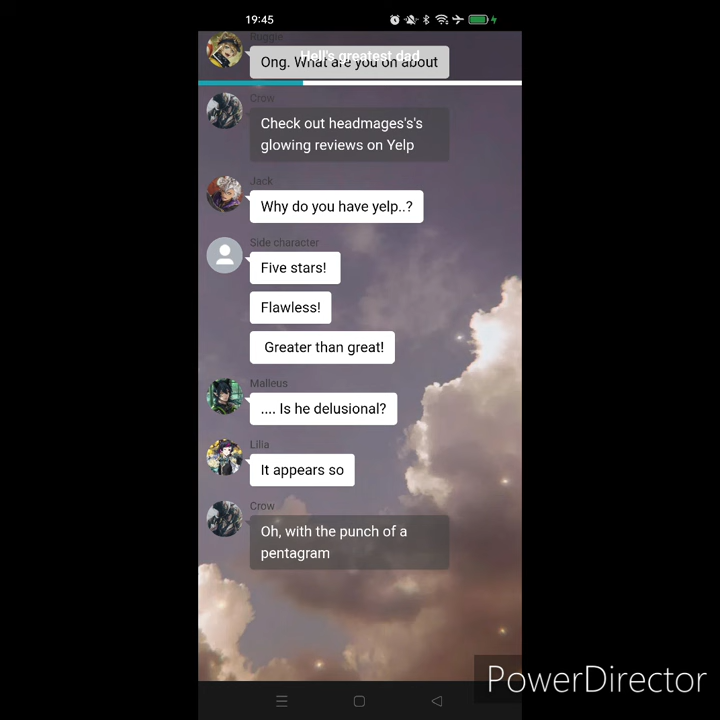 19:45
Ruggie
Hell's greatest dad
Ong. What are you on about
Crow
Check out headmages's's
glowing reviews on Yelp
Jack
Why do you have yelp..?
Side character
Five stars!
Flawless!
Greater than great!
Malleus
.... Is he delusional?
Lilia
It appears so
Crow
Oh, with the punch of a
pentagram
PowerDirector